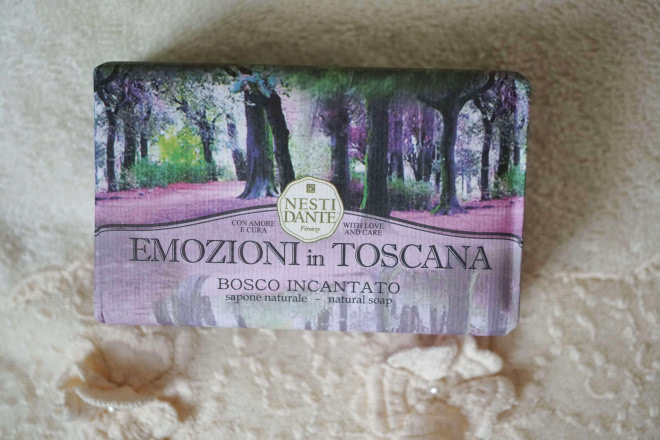 NESTI
DANTE
Firenze
CON AMORE
E CURA
WITH LOVE
AND CARE
EMOZIONI in TOSCANA
BOSCO INCANTATO
sapone naturale - natural soap